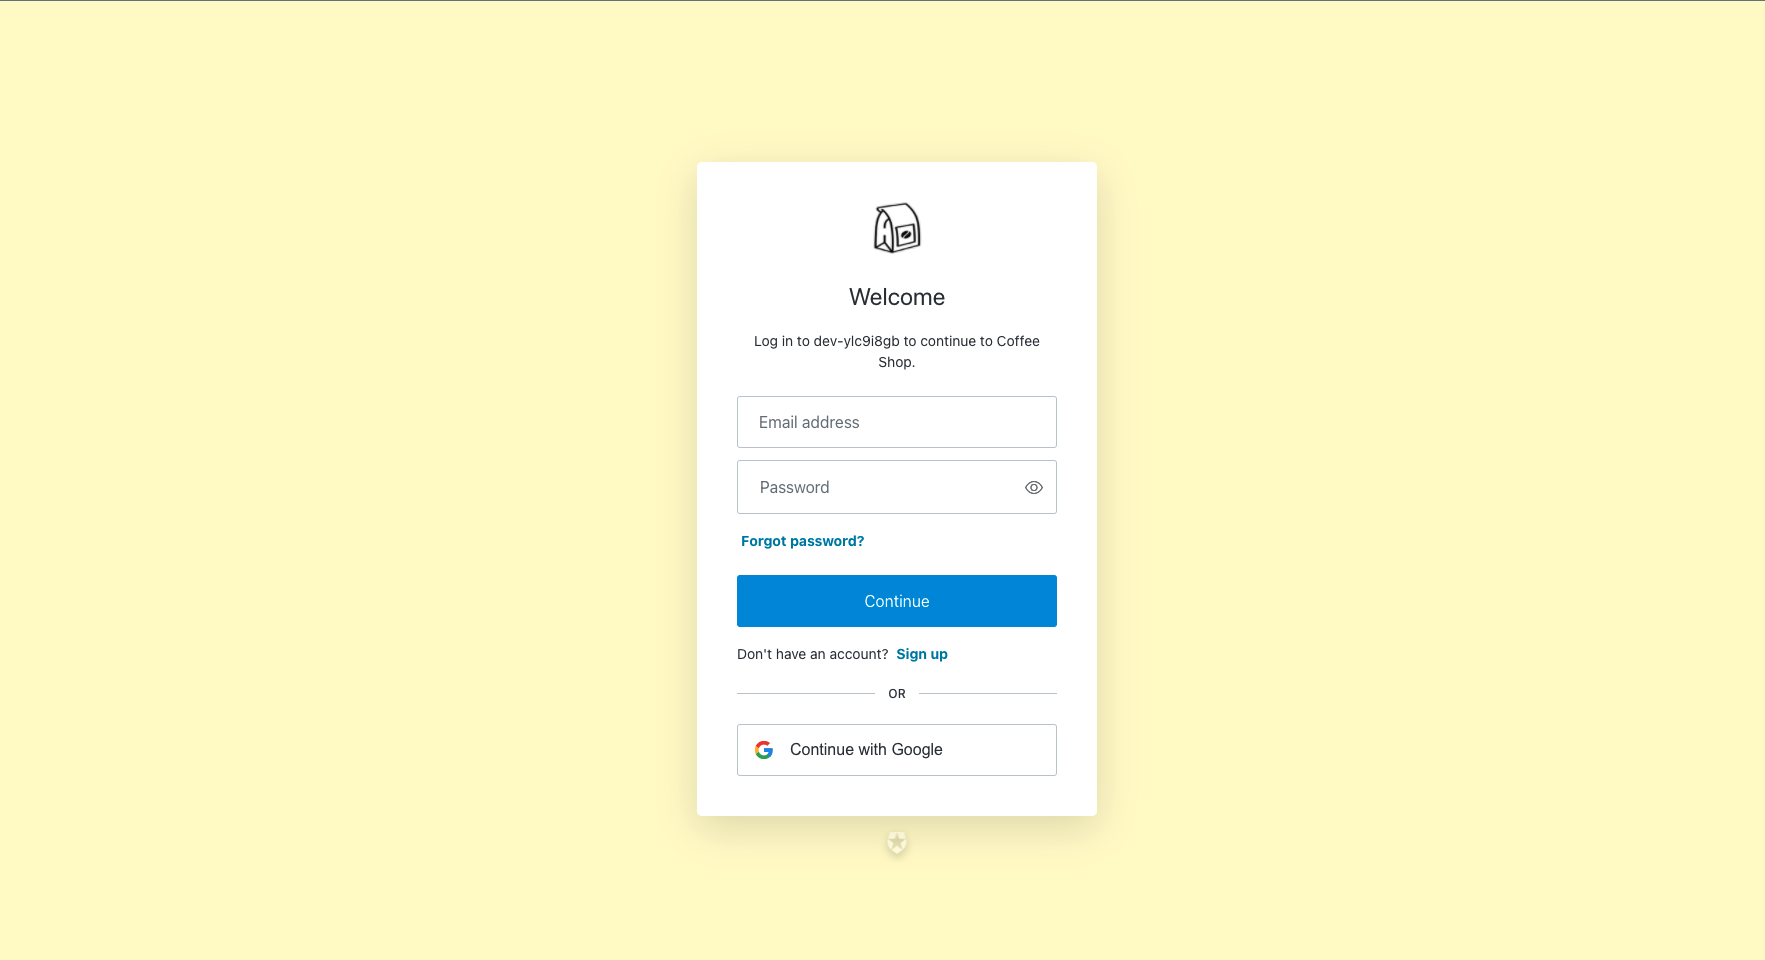 Welcome
Log in to dev-ylc9i8gb to continue to Coffee
Shop.
Email address
Password
Forgot password?
Continue
Don't have an account? Sign up
OR
Continue with Google